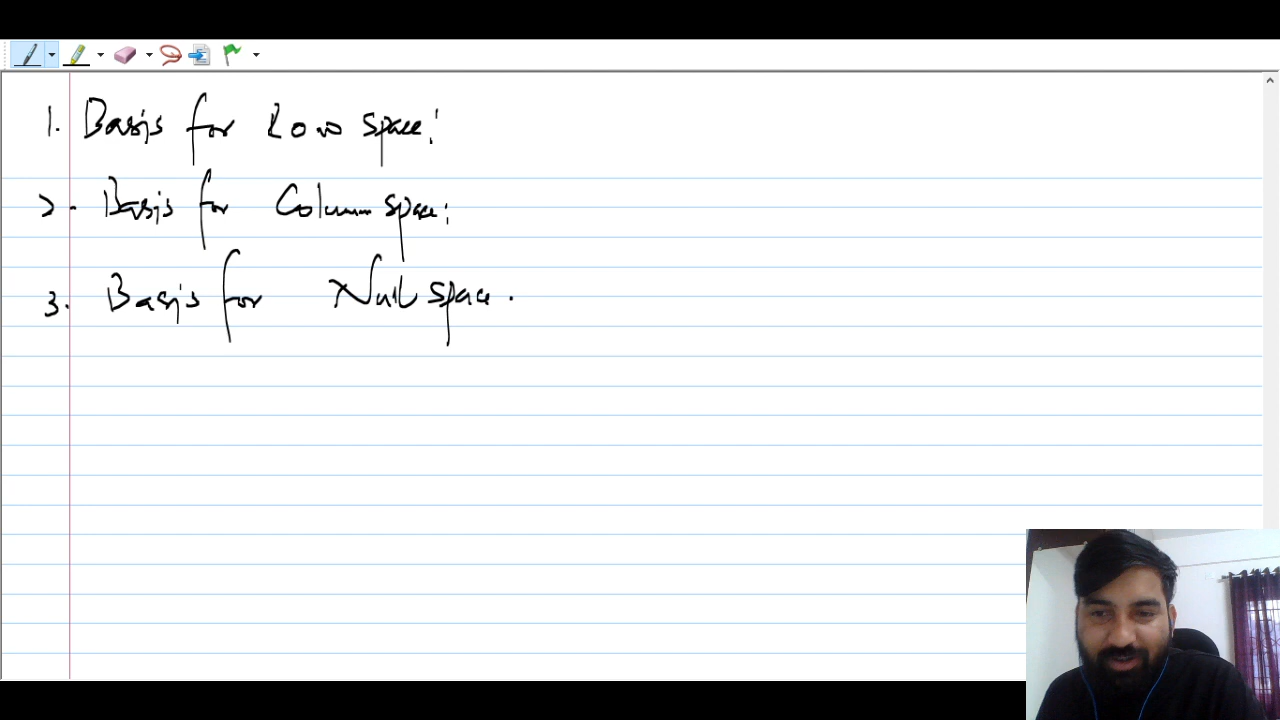 1. Basis for Row space:
2. Basis for Column space:
3. Basis for Null space.